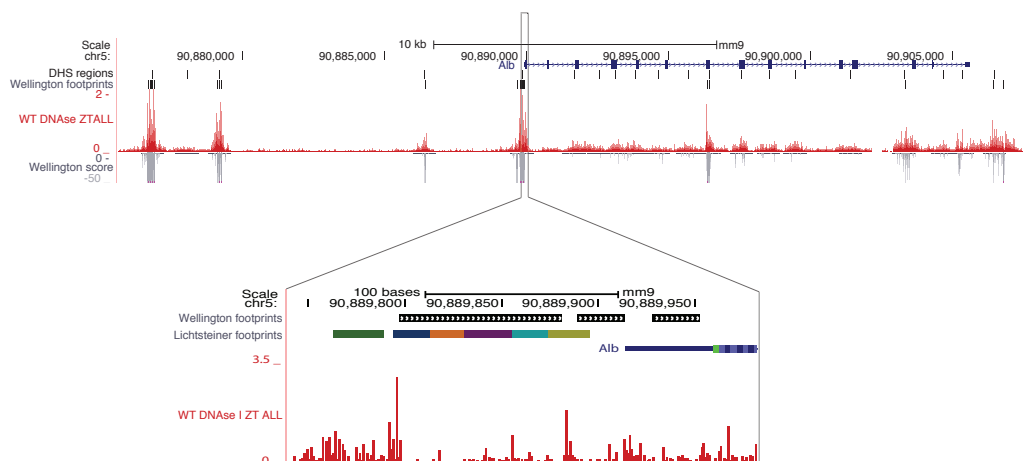 Scale 10 kb mm9
chr5: 90,880,000 90,885,000 90,890,000 90,895,000 90,900,000 90,905,000
Alb
DHS regions
Wellington footprints
2 -
WT DNAse ZTALL
0 _
0 -
Wellington score
-50 _
Scale 100 bases mm9
chr5: 90,889,800 90,889,850 90,889,900 90,889,950
Wellington footprints
Lichtsteiner footprints
Alb
3.5 _
WT DNAse I ZT ALL
0 _